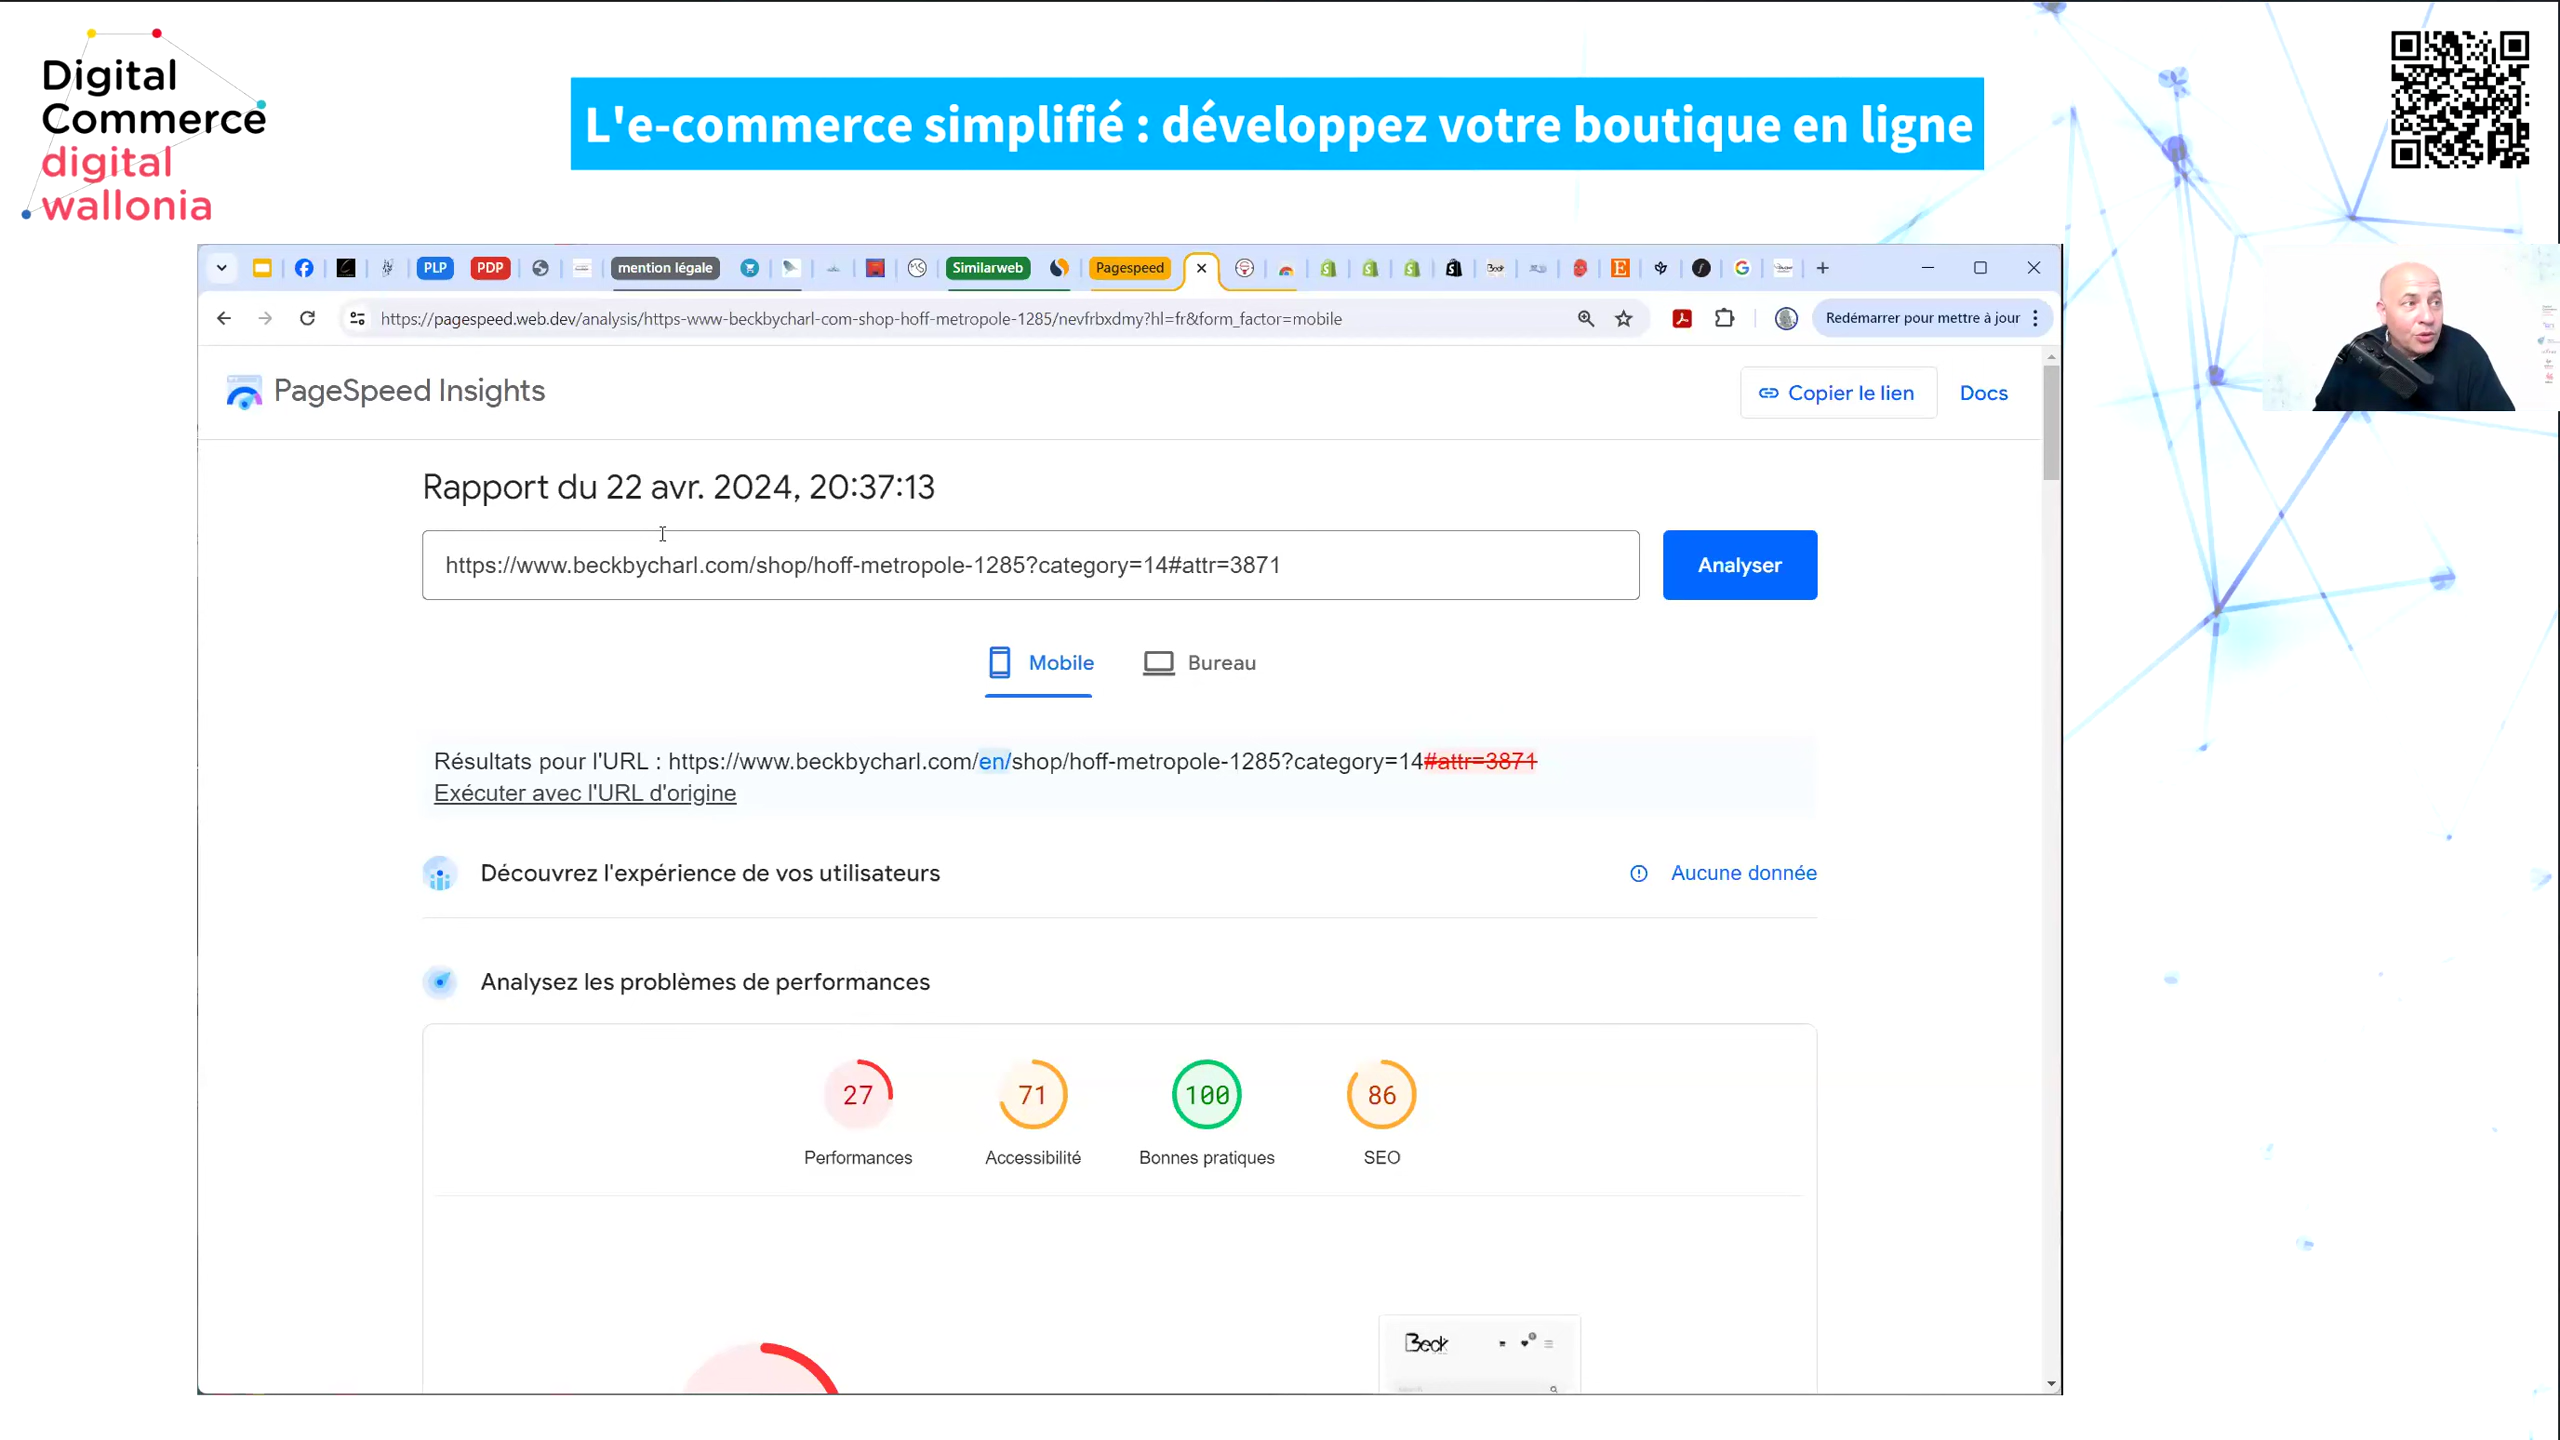 Digital
Commerce
digital
wallonia
L'e-commerce simplifié : développez votre boutique en ligne
PLP
PDP
mention légale
Similarweb
Pagespeed
https://pagespeed.web.dev/analysis/https-www-beckbycharl-com-shop-hoff-metropole-1285/nevfrbxdmy?hl=fr&form_factor=mobile
Redémarrer pour mettre à jour
PageSpeed Insights
Copier le lien
Docs
Rapport du 22 avr. 2024, 20:37:13
https://www.beckbycharl.com/shop/hoff-metropole-1285?category=14#attr=3871
Analyser
Mobile
Bureau
Résultats pour l'URL : https://www.beckbycharl.com/en/shop/hoff-metropole-1285?category=14#attr=3871
Exécuter avec l'URL d'origine
Découvrez l'expérience de vos utilisateurs
Aucune donnée
Analysez les problèmes de performances
27
71
100
86
Performances
Accessibilité
Bonnes pratiques
SEO
Beck